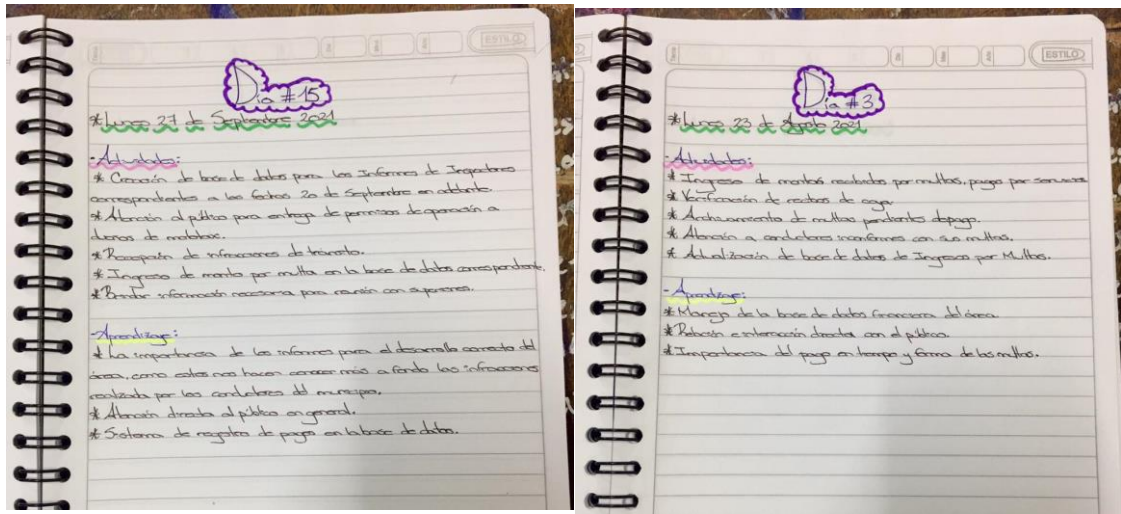 ESTILO
Día #15
*Lunes 27 de Septiembre 2021
-Actividades:
* Creación de base de datos para los Informes de Inspectores
correspondientes a las fechas 20 de Septiembre en adelante.
* Atención al público para entrega de permisos de operación a
duenos de mototaxi.
* Recepción de infracciones de tránsito.
* Ingreso de monto por multa en la base de datos correspondiente.
* Brindar información necesaria para reunión con superiores.
-Aprendizaje:
* La importancia de los informes para el desarrollo correcto del
área, como estos nos hacen conocer más a fondo las infracciones
realizada por los conductores del municipio.
* Atención directa al público en general.
* Sistema de registro de pagos en la base de datos.
ESTILO
Día #3
*Lunes 23 de Agosto 2021
-Actividades:
* Ingreso de montos recibidos por multas, pagos por servicios
* Verificación de recibos de caja.
* Archivamiento de multas pendientes de pago.
* Atención a conductores inconformes con sus multas.
* Actualización de base de datos de Ingresos por Multas.
-Aprendizaje:
* Manejo de la base de datos financiera del área.
* Relación e interacción directa con el público.
* Importancia del pago en tiempo y forma de las multas.